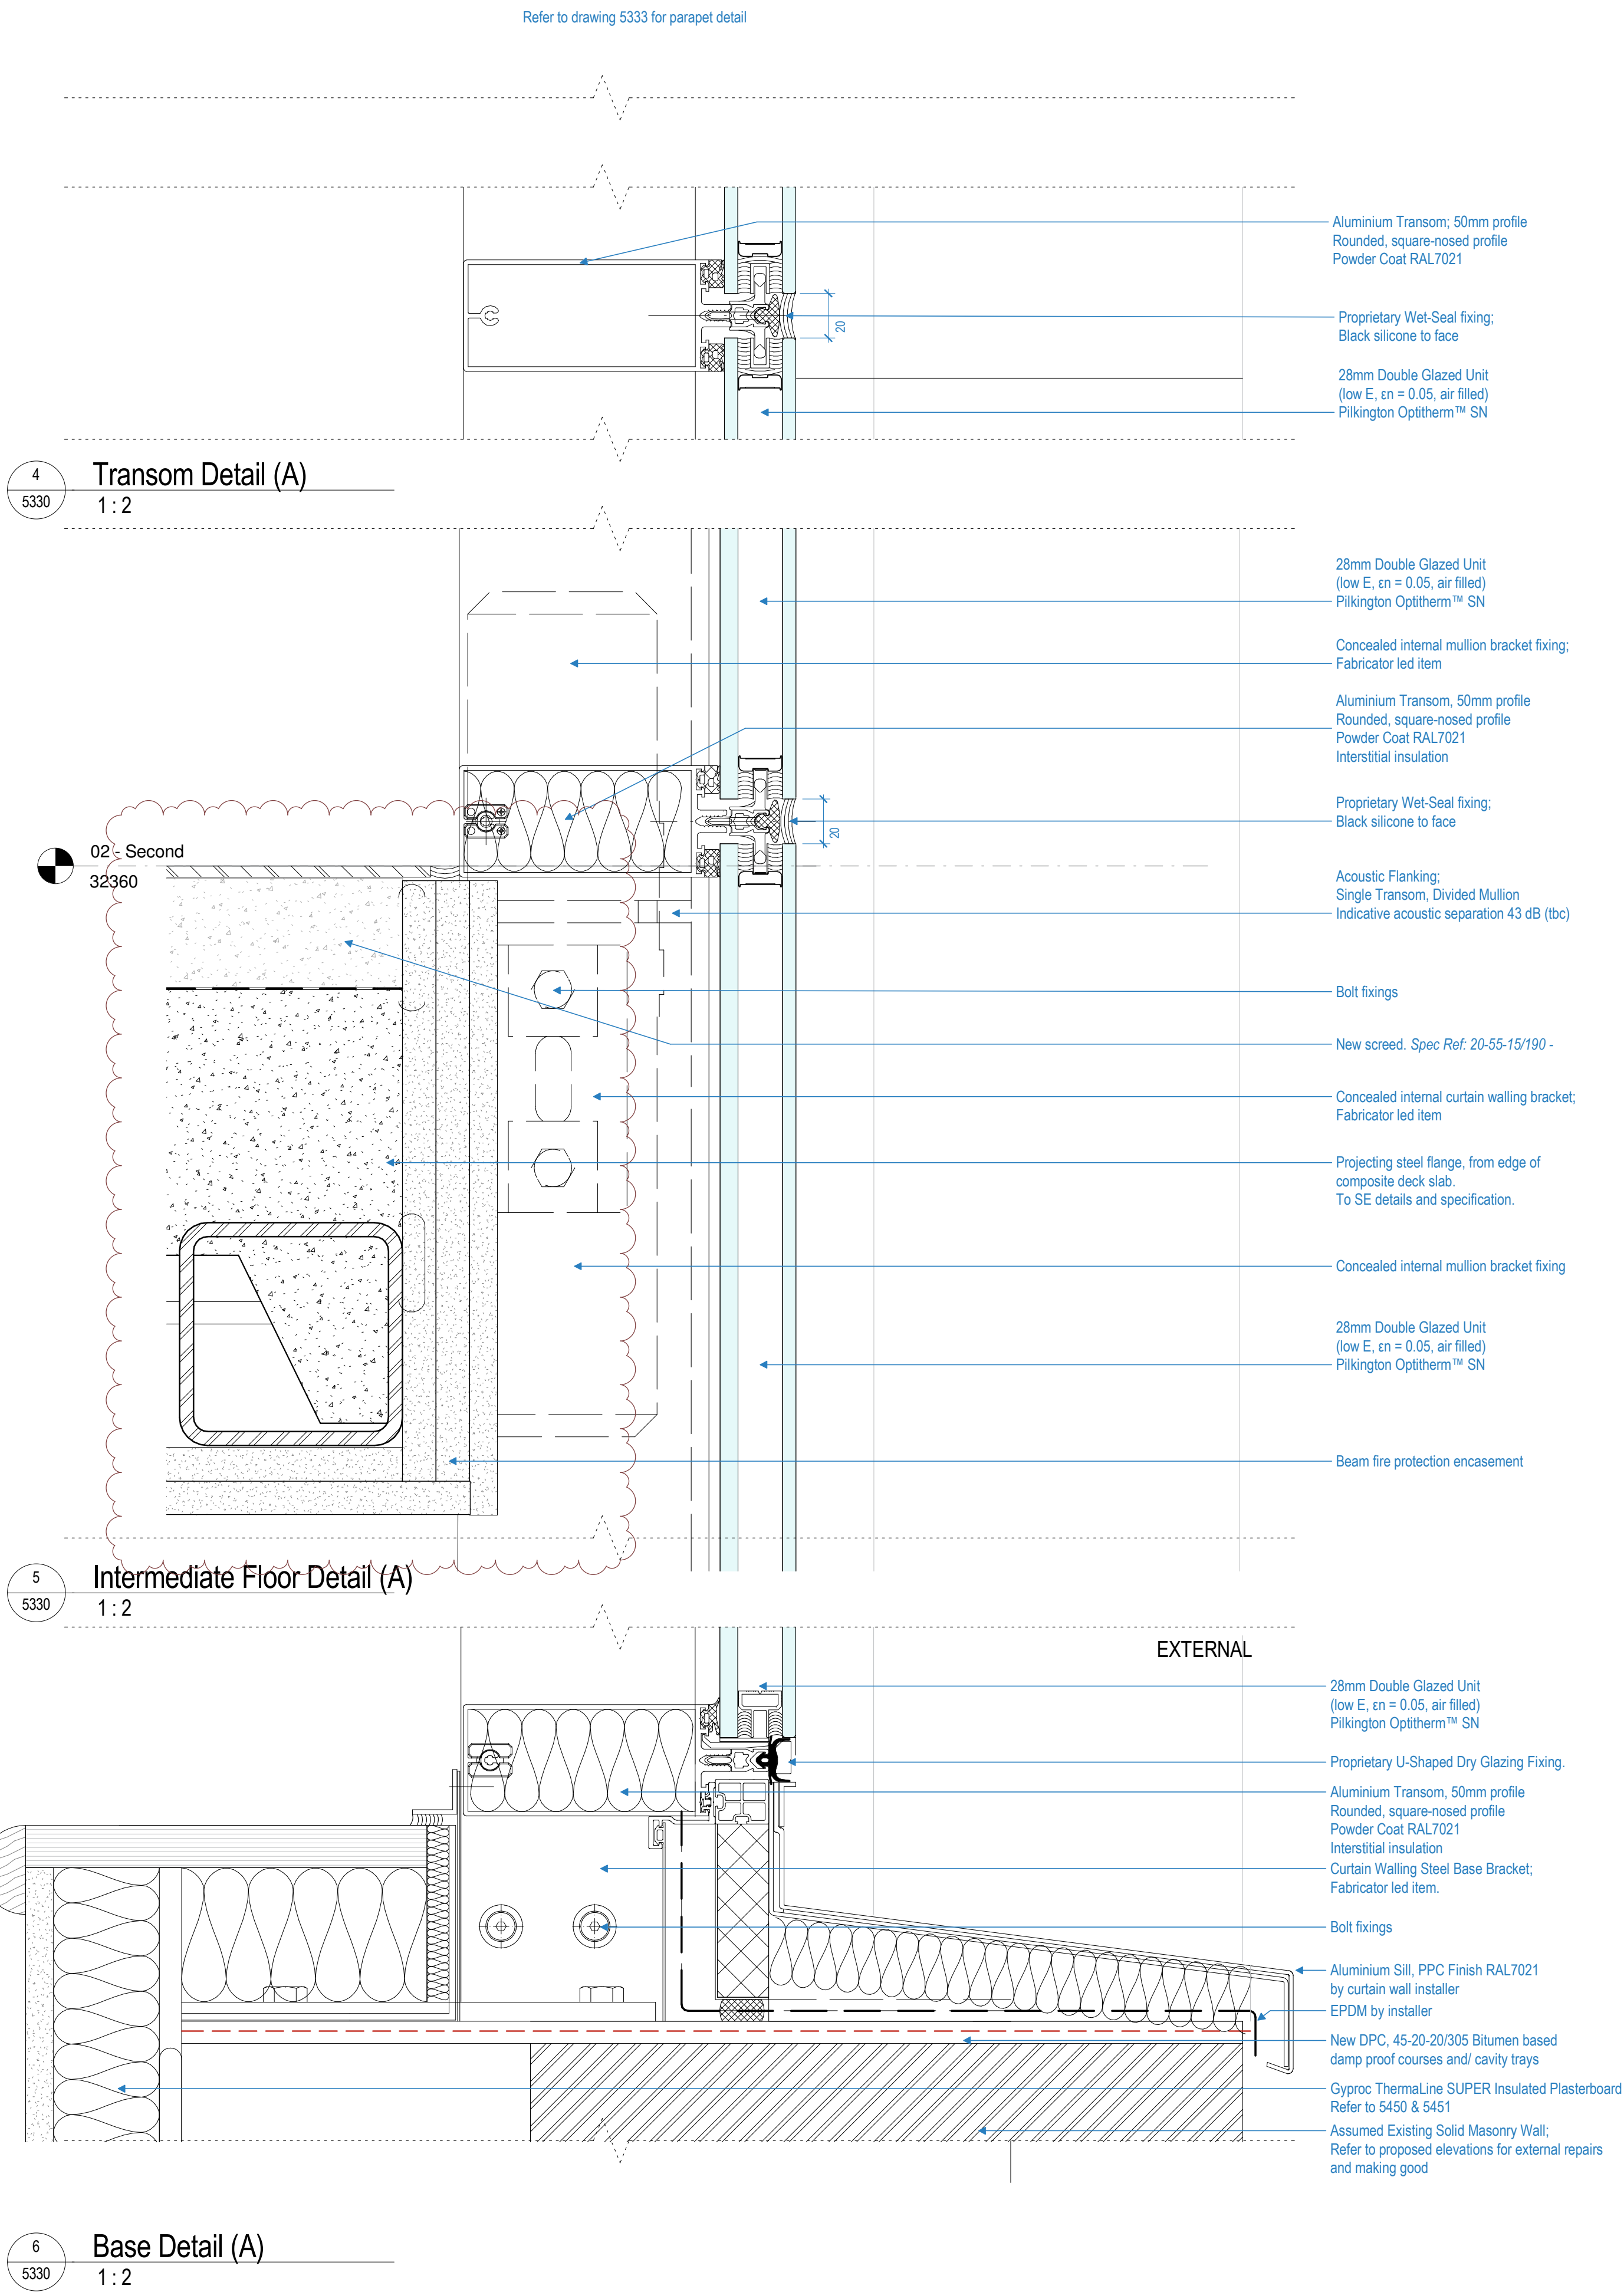 Refer to drawing 5333 for parapet detail
Aluminium Transom; 50mm profile
Rounded, square-nosed profile
Powder Coat RAL7021
Proprietary Wet-Seal fixing;
Black silicone to face
20
28mm Double Glazed Unit
(low E, εn = 0.05, air filled)
Pilkington Optitherm™ SN
4
5330
Transom Detail (A)
1 : 2
28mm Double Glazed Unit
(low E, εn = 0.05, air filled)
Pilkington Optitherm™ SN
Concealed internal mullion bracket fixing;
Fabricator led item
Aluminium Transom, 50mm profile
Rounded, square-nosed profile
Powder Coat RAL7021
Interstitial insulation
Proprietary Wet-Seal fixing;
Black silicone to face
20
02 - Second
32360
Acoustic Flanking;
Single Transom, Divided Mullion
Indicative acoustic separation 43 dB (tbc)
Bolt fixings
New screed. Spec Ref: 20-55-15/190 -
Concealed internal curtain walling bracket;
Fabricator led item
Projecting steel flange, from edge of
composite deck slab.
To SE details and specification.
Concealed internal mullion bracket fixing
28mm Double Glazed Unit
(low E, εn = 0.05, air filled)
Pilkington Optitherm™ SN
Beam fire protection encasement
5
5330
Intermediate Floor Detail (A)
1 : 2
EXTERNAL
28mm Double Glazed Unit
(low E, εn = 0.05, air filled)
Pilkington Optitherm™ SN
Proprietary U-Shaped Dry Glazing Fixing.
Aluminium Transom, 50mm profile
Rounded, square-nosed profile
Powder Coat RAL7021
Interstitial insulation
Curtain Walling Steel Base Bracket;
Fabricator led item.
Bolt fixings
Aluminium Sill, PPC Finish RAL7021
by curtain wall installer
EPDM by installer
New DPC, 45-20-20/305 Bitumen based
damp proof courses and/ cavity trays
Gyproc ThermaLine SUPER Insulated Plasterboard
Refer to 5450 & 5451
Assumed Existing Solid Masonry Wall;
Refer to proposed elevations for external repairs
and making good
6
5330
Base Detail (A)
1 : 2